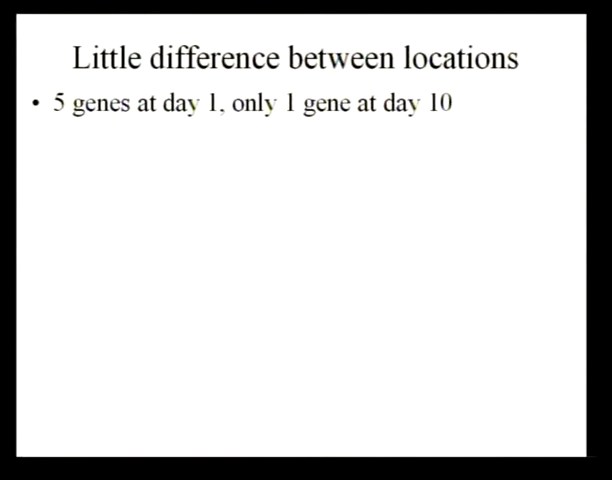 Little difference between locations
• 5 genes at day 1, only 1 gene at day 10